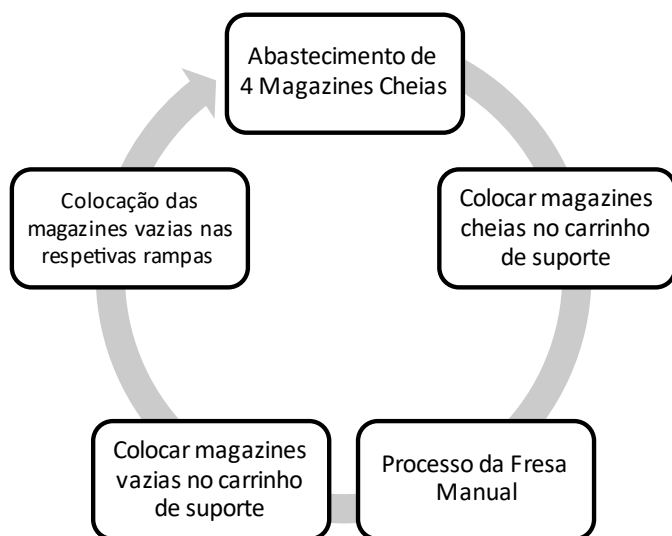 Abastecimento de
4 Magazines Cheias
Colocar magazines
cheias no carrinho
de suporte
Processo da Fresa
Manual
Colocar magazines
vazias no carrinho
de suporte
Colocação das
magazines vazias nas
respetivas rampas